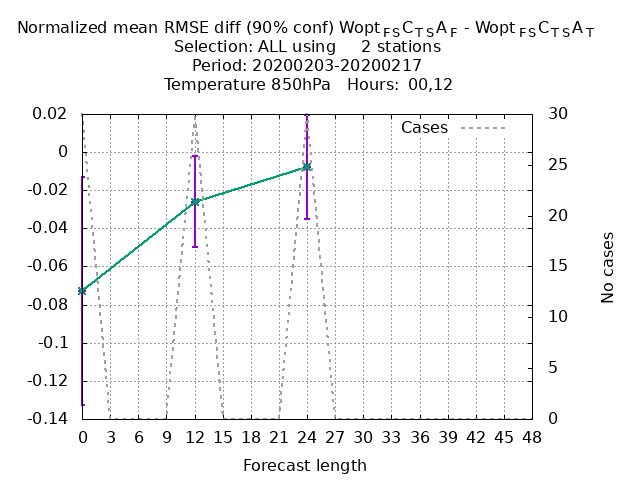 Normalized mean RMSE diff (90% conf) Wopt FS C TS A F - Wopt FS C TS A T
Selection: ALL using 2 stations
Period: 20200203-20200217
Temperature 850hPa Hours: 00,12
Cases
0.02
0
-0.02
-0.04
-0.06
-0.08
-0.1
-0.12
-0.14
30
25
20
15
10
5
0
No cases
0 3 6 9 12 15 18 21 24 27 30 33 36 39 42 45 48
Forecast length